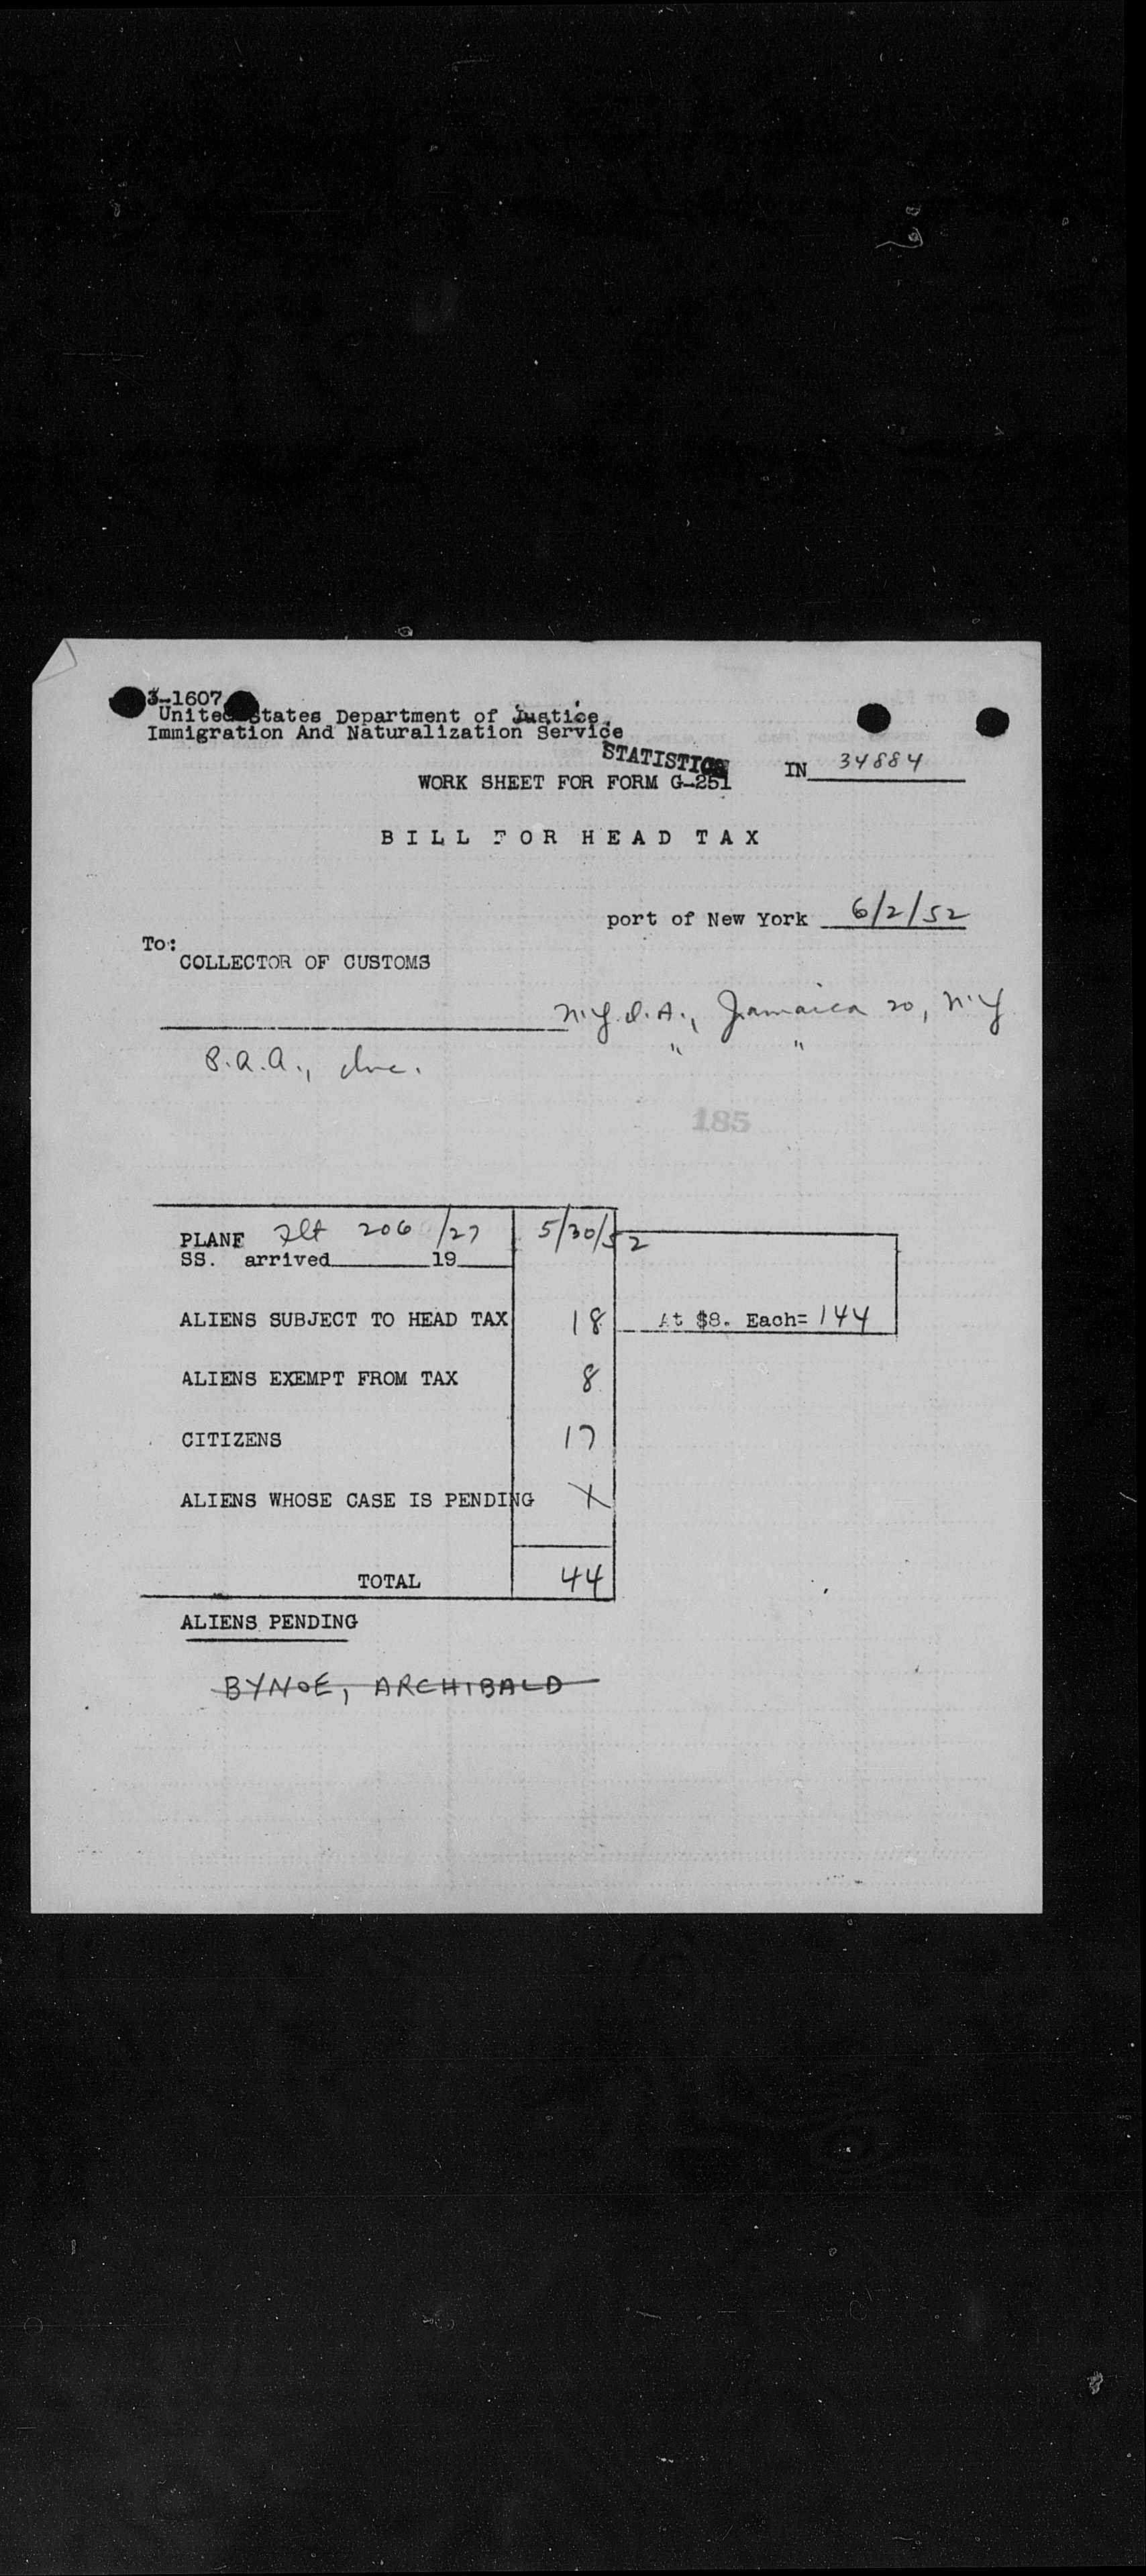 3-1607
United States Department of Justice,
Immigration And Naturalization Service
STATISTICS
WORK SHEET FOR FORM G-251
IN 34884
BILL FOR HEAD TAX
port of New York 6/2/52
To:
COLLECTOR OF CUSTOMS
N.Y.I.A., Jamaica 20, N.Y
P.A.A., Inc. " "
185
PLANE Flt 206 /27 5/30/52
SS. arrived 19
ALIENS SUBJECT TO HEAD TAX 18 At $8. Each= 144
ALIENS EXEMPT FROM TAX 8
CITIZENS 17
ALIENS WHOSE CASE IS PENDING X
TOTAL 44
ALIENS PENDING
BYNOE, ARCHIBALD